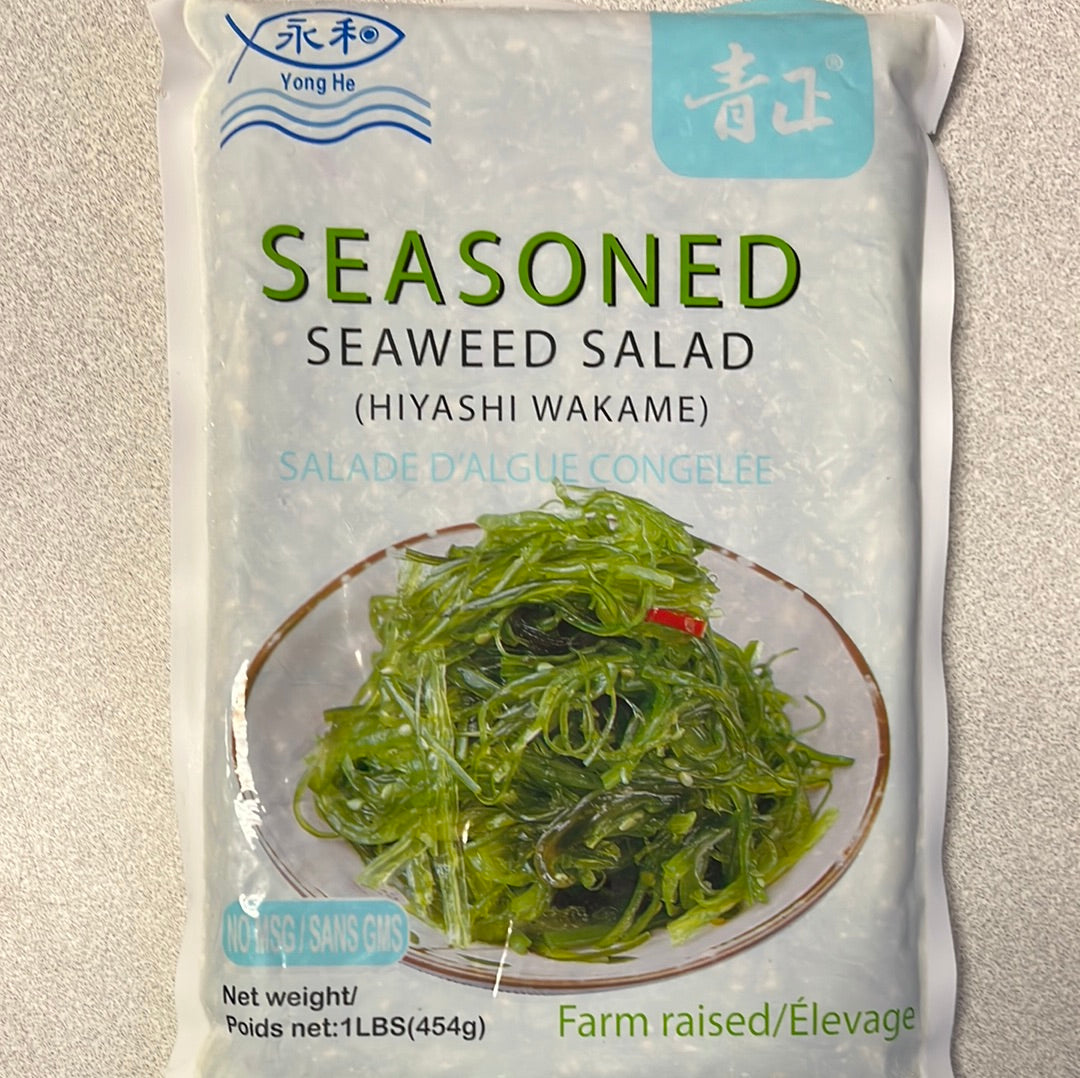 永和
Yong He
青正®
SEASONED
SEAWEED SALAD
(HIYASHI WAKAME)
SALADE D'ALGUE CONGELÉE
NO MSG / SANS GMS
Net weight/
Poids net:1LBS(454g)
Farm raised/Élevage